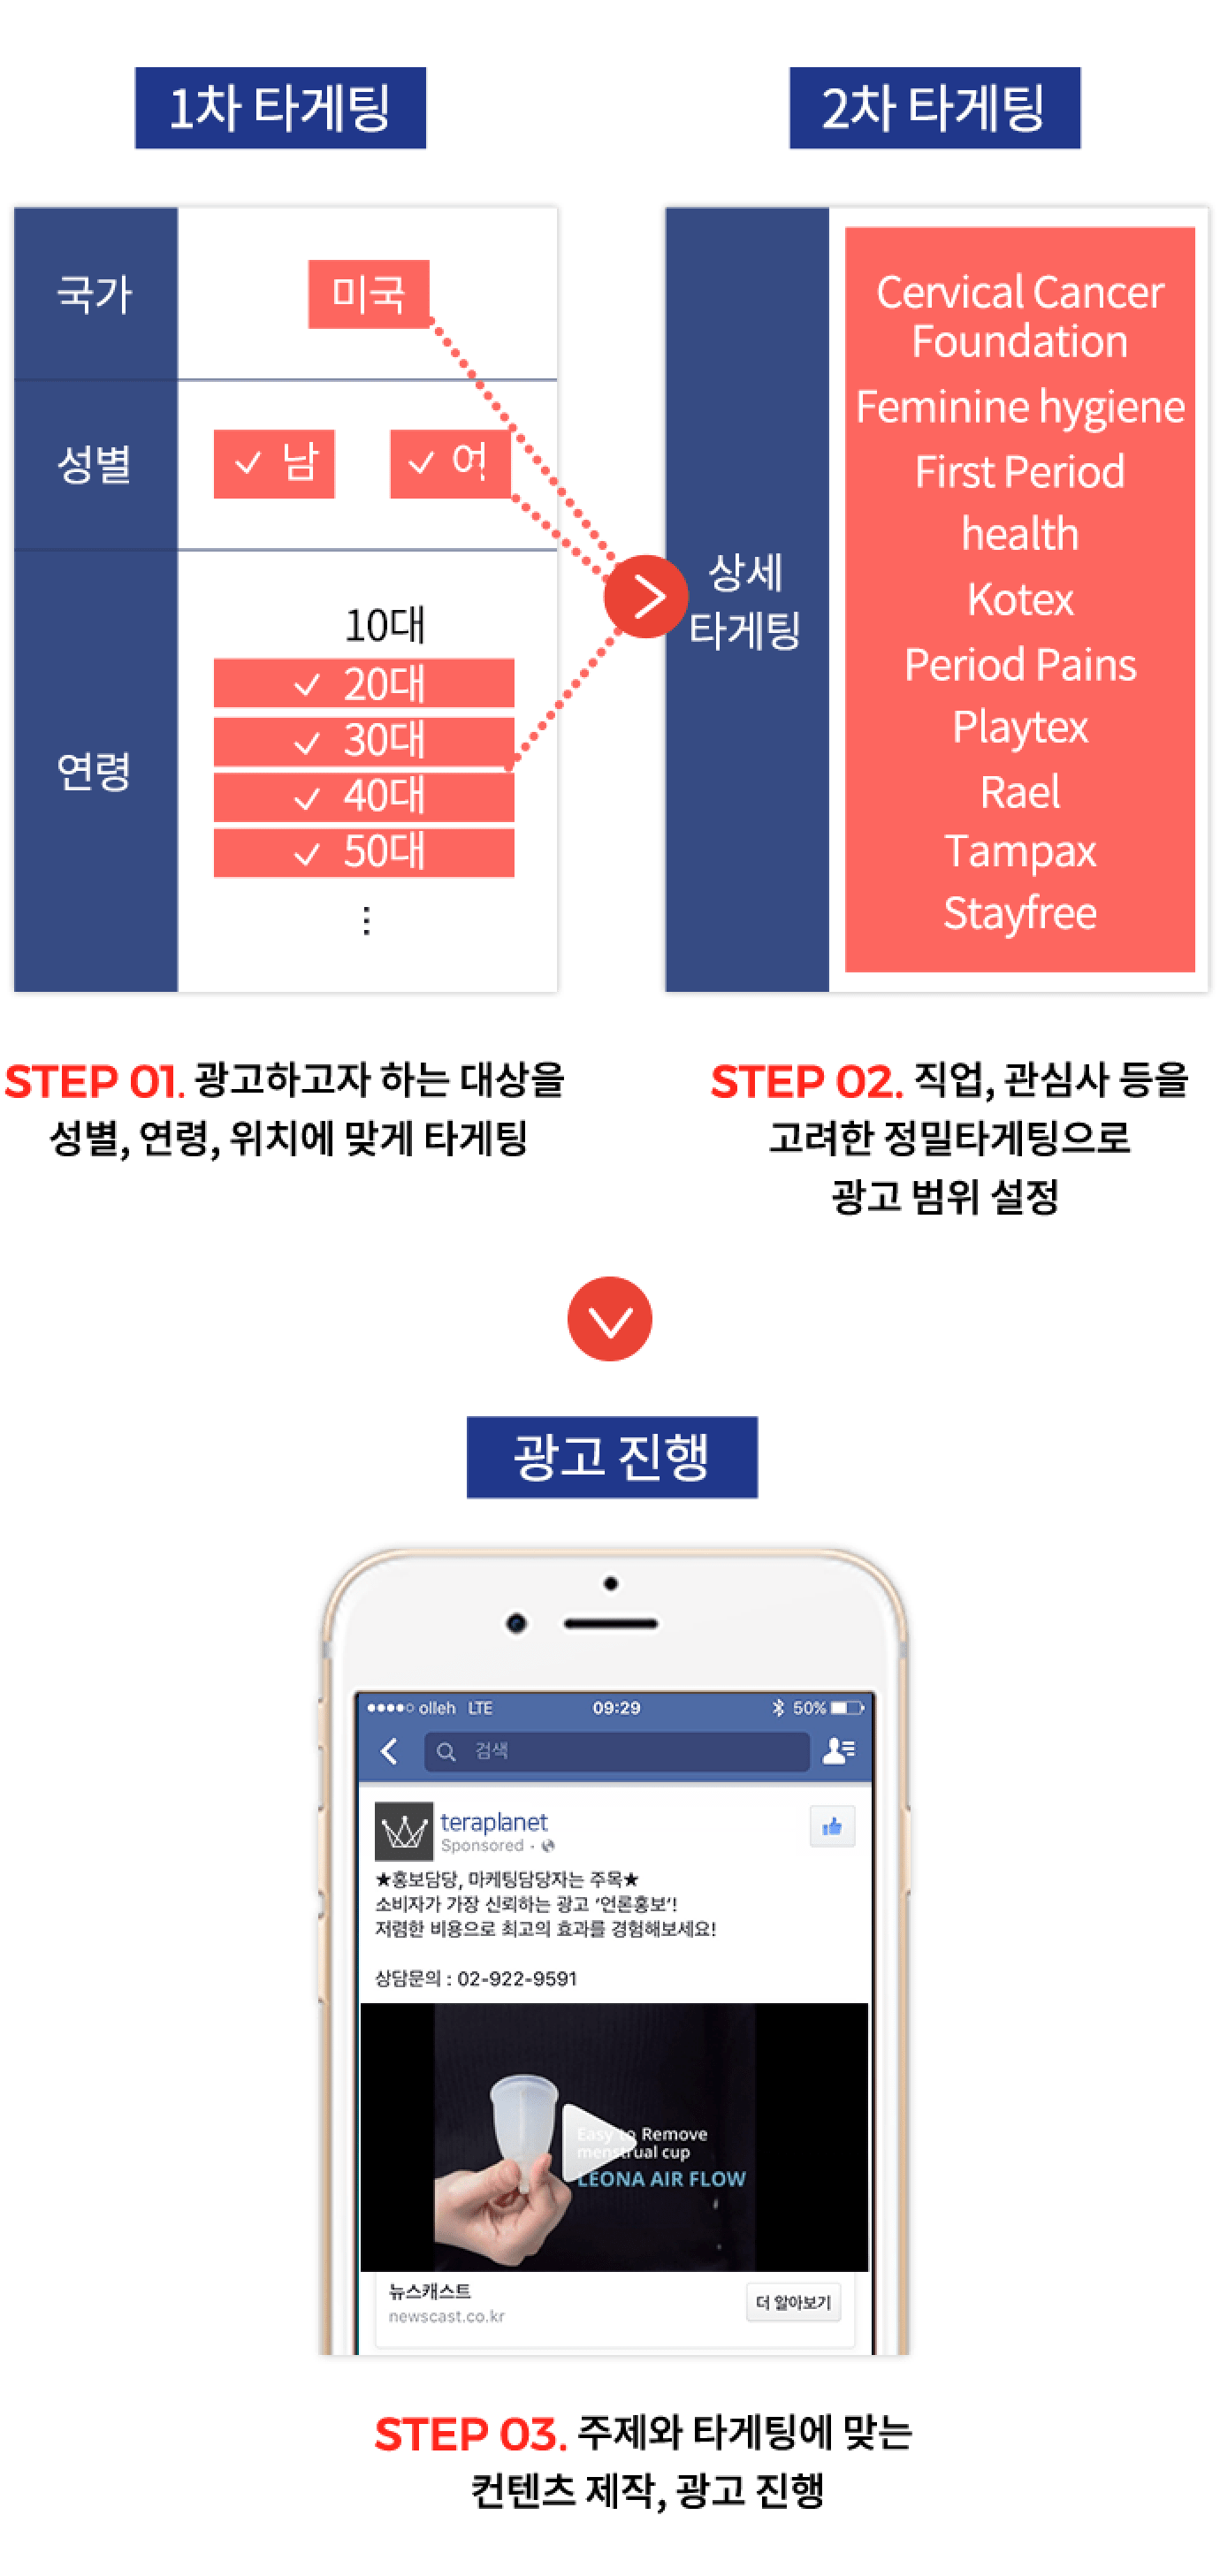 1차 타게팅
국가
미국
성별
남
여
연령
10대
20대
30대
40대
50대
STEP 01. 광고하고자 하는 대상을
성별, 연령, 위치에 맞게 타게팅
2차 타게팅
상세
타게팅
Cervical Cancer
Foundation
Feminine hygiene
First Period
health
Kotex
Period Pains
Playtex
Rael
Tampax
Stayfree
STEP 02. 직업, 관심사 등을
고려한 정밀타게팅으로
광고 범위 설정
광고 진행
olleh LTE 09:29 50%
검색
teraplanet
Sponsored ·
★홍보담당, 마케팅담당자는 주목★
소비자가 가장 신뢰하는 광고 '언론홍보'!
저렴한 비용으로 최고의 효과를 경험해보세요!
상담문의 : 02-922-9591
Easy to Remove
menstrual cup
LEONA AIR FLOW
뉴스캐스트
newscast.co.kr
더 알아보기
STEP 03. 주제와 타게팅에 맞는
컨텐츠 제작, 광고 진행